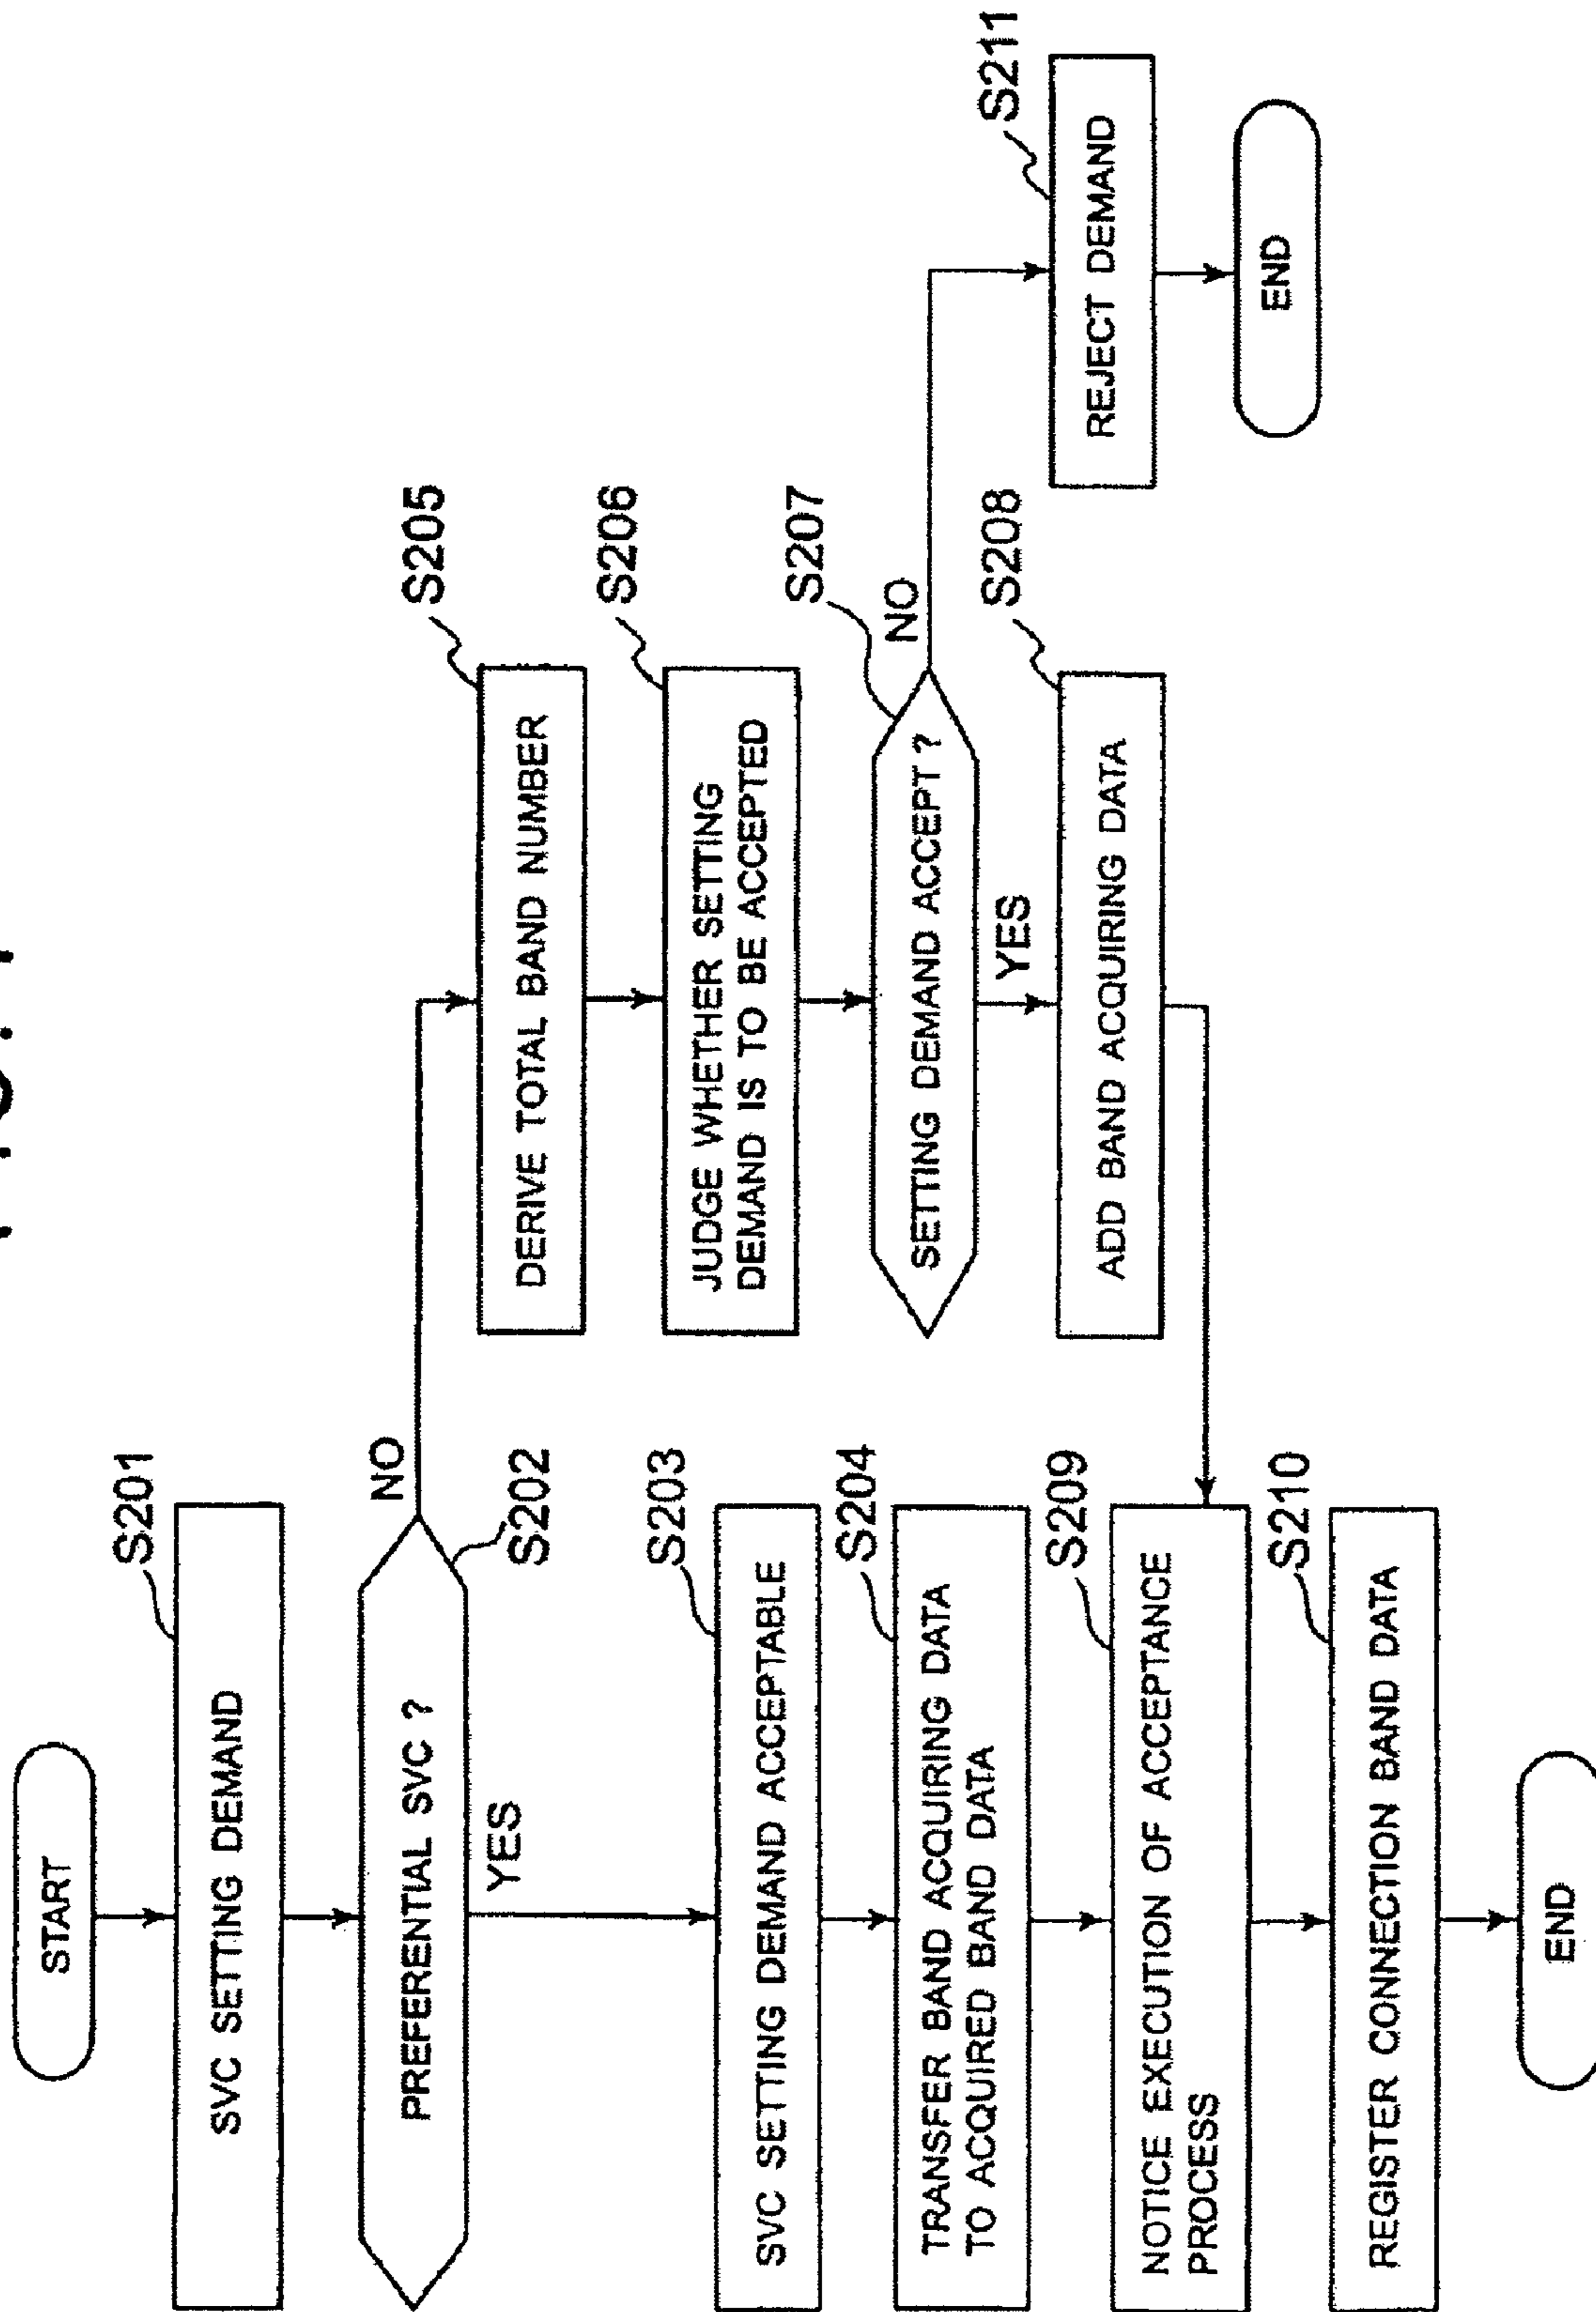 START
S201
SVC SETTING DEMAND
PREFERENTIAL SVC ?
NO
S202
YES
S203
SVC SETTING DEMAND ACCEPTABLE
S204
TRANSFER BAND ACQUIRING DATA
TO ACQUIRED BAND DATA
S209
NOTICE EXECUTION OF ACCEPTANCE
PROCESS
S210
REGISTER CONNECTION BAND DATA
END
S205
DERIVE TOTAL BAND NUMBER
S206
JUDGE WHETHER SETTING
DEMAND IS TO BE ACCEPTED
S207
SETTING DEMAND ACCEPT ?
NO
YES
S208
ADD BAND ACQUIRING DATA
S211
REJECT DEMAND
END